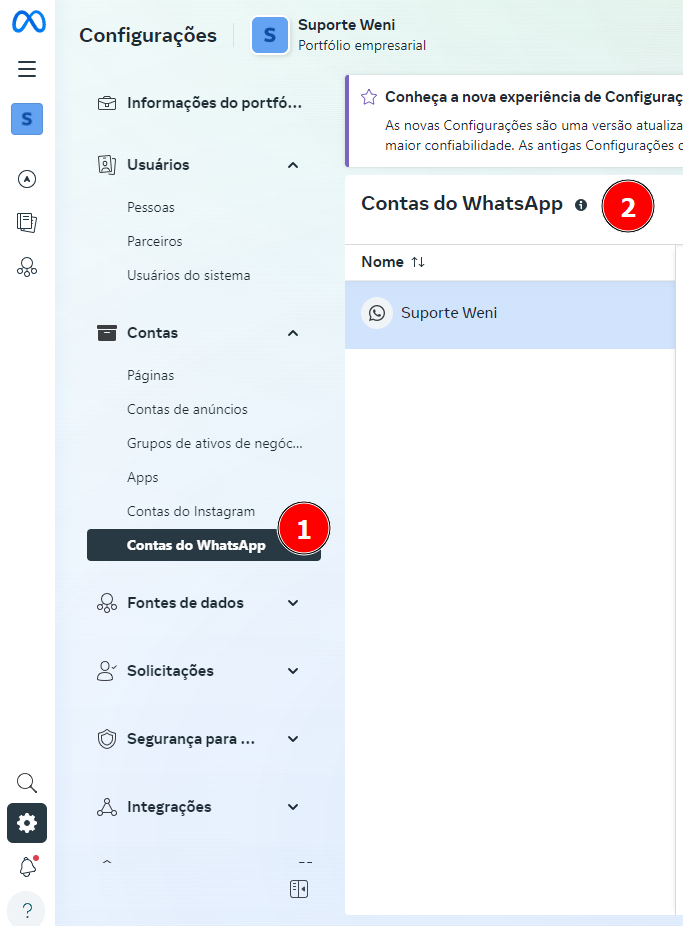 Configurações
S
Suporte Weni
Portfólio empresarial
S
Informações do portfó...
Usuários
Pessoas
Parceiros
Usuários do sistema
Contas
Páginas
Contas de anúncios
Grupos de ativos de negóc...
Apps
Contas do Instagram
Contas do WhatsApp
1
Fontes de dados
Solicitações
Segurança para ...
Integrações
?
Conheça a nova experiência de Configuraç
As novas Configurações são uma versão atualiza
maior confiabilidade. As antigas Configurações
Contas do WhatsApp
2
Nome
Suporte Weni